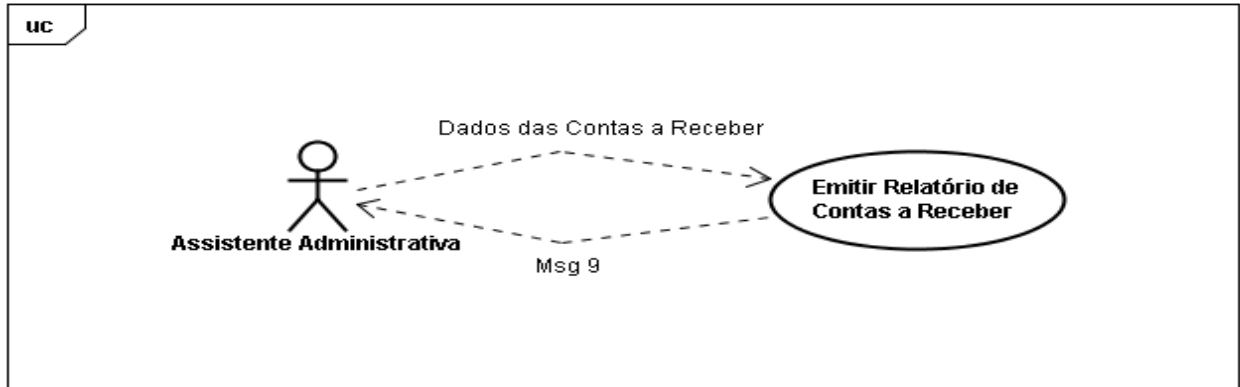 uc
Dados das Contas a Receber
Emitir Relatório de
Contas a Receber
Assistente Administrativa
Msg 9